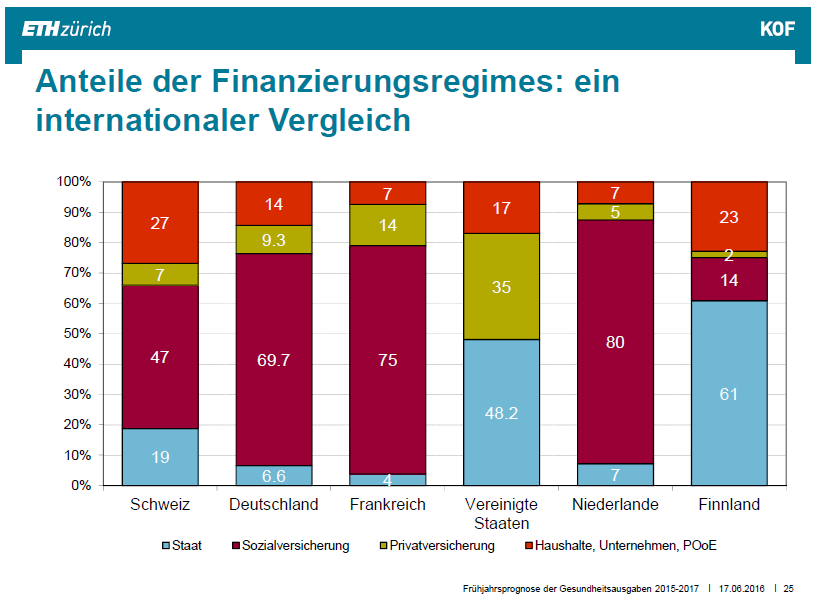 ETH zürich
KOF
Anteile der Finanzierungsregimes: ein
internationaler Vergleich
100%
90%
80%
70%
60%
50%
40%
30%
20%
10%
0%
27
7
47
19
14
9.3
69.7
6.6
7
14
75
4
17
35
48.2
7
5
80
7
23
2
14
61
Schweiz
Deutschland
Frankreich
Vereinigte
Staaten
Niederlande
Finnland
Staat
Sozialversicherung
Privatversicherung
Haushalte, Unternehmen, POoE
Frühjahrsprognose der Gesundheitsausgaben 2015-2017 | 17.06.2016 | 25